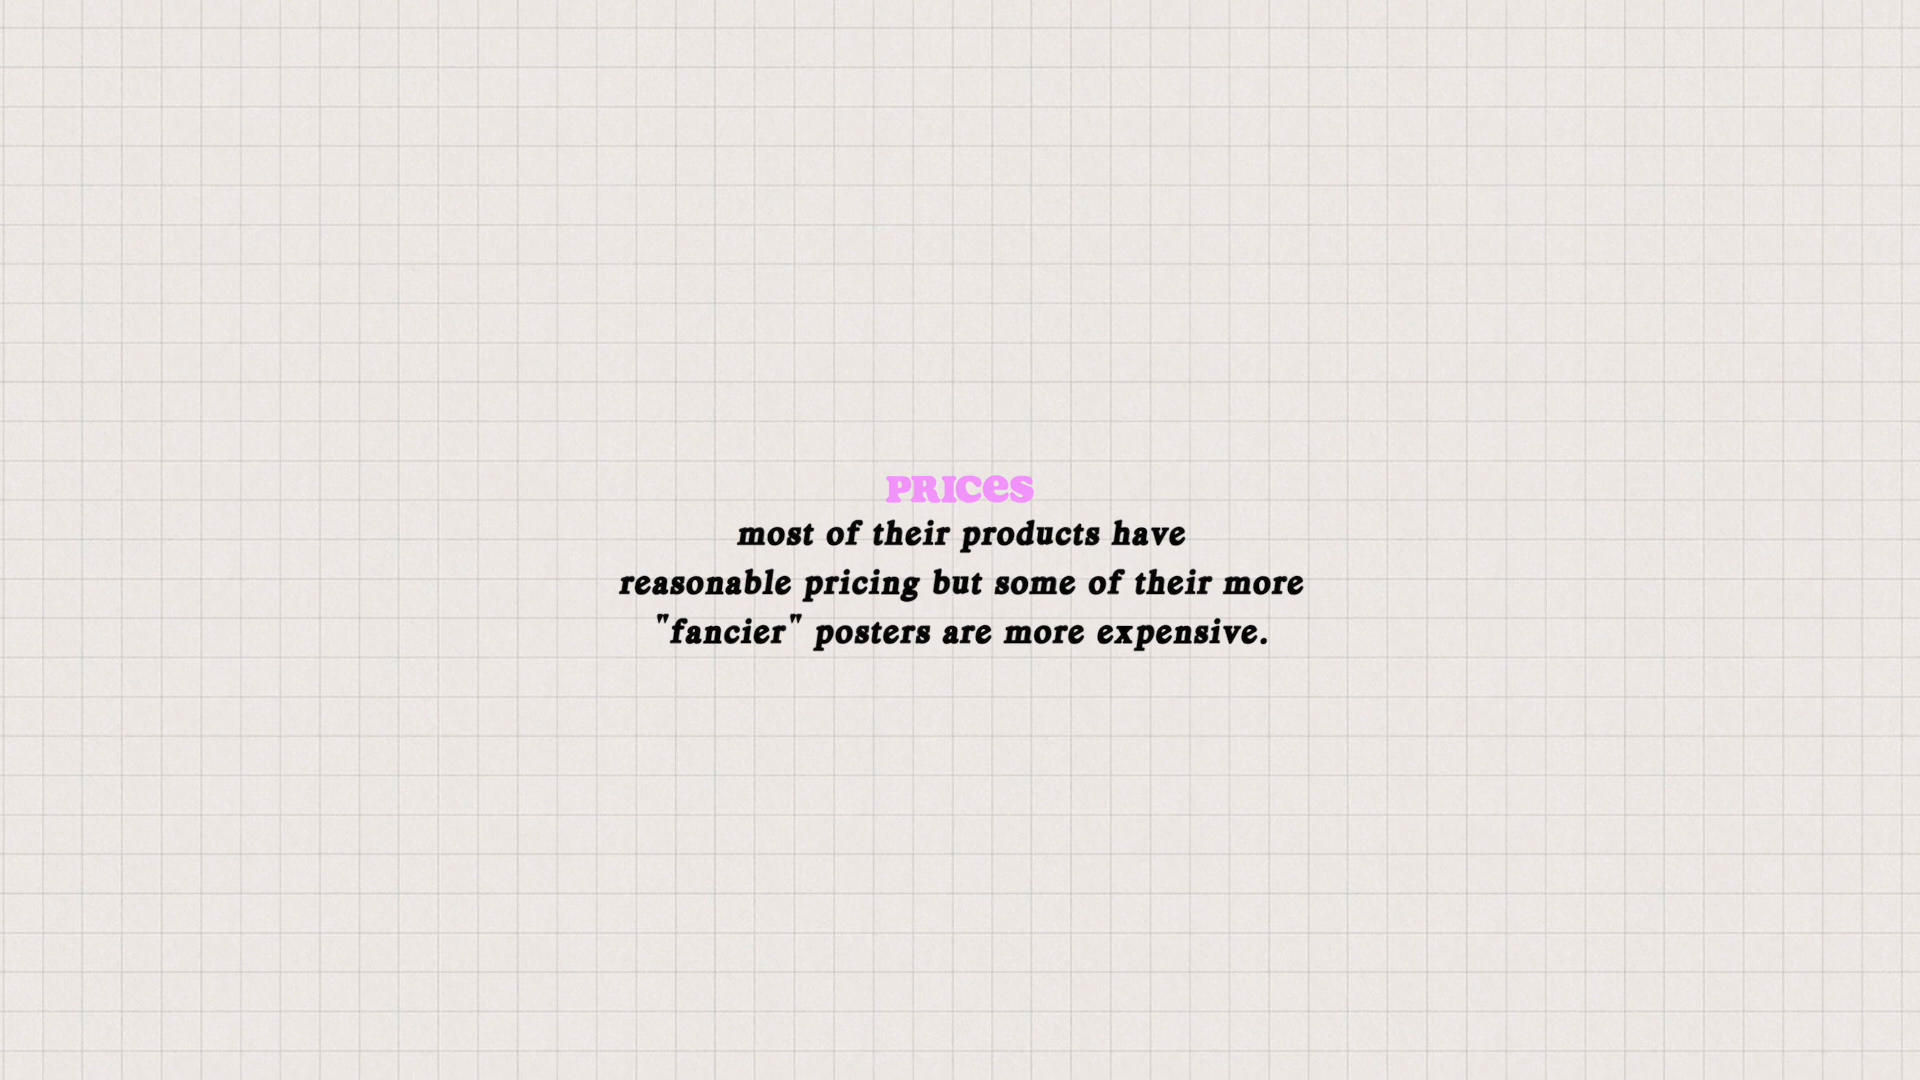 PRICES
most of their products have
reasonable pricing but some of their more
"fancier" posters are more expensive.